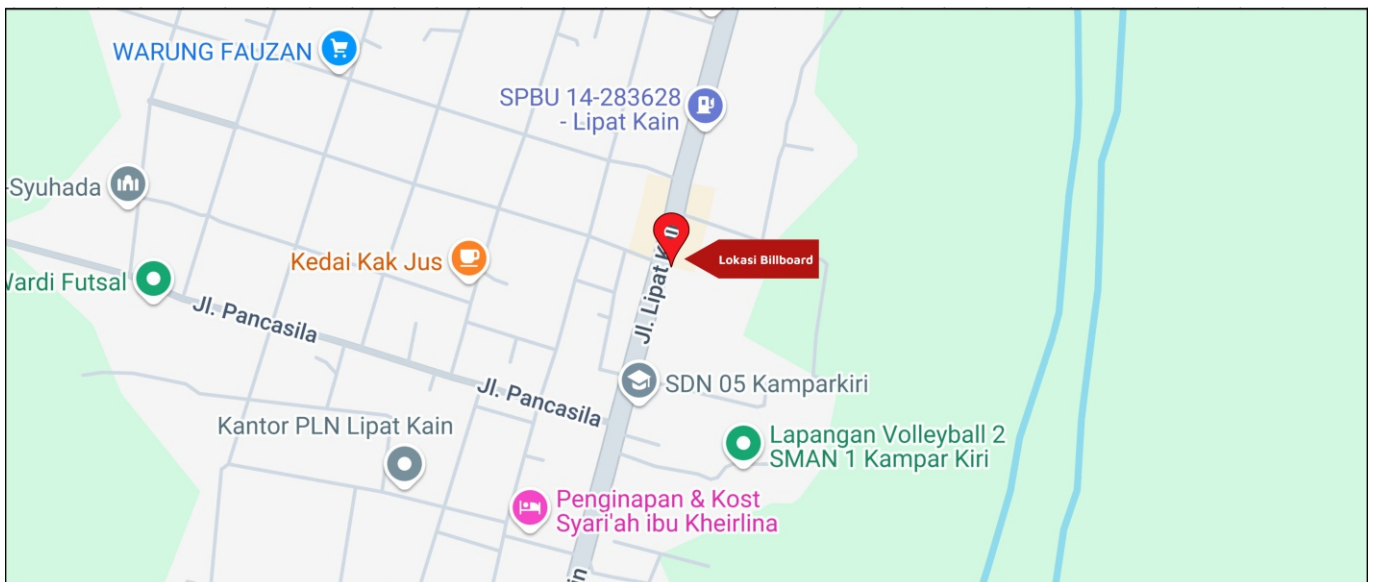 WARUNG FAUZAN
SPBU 14-283628
- Lipat Kain
-Syuhada
Kedai Kak Jus
Lokasi Billboard
Wardi Futsal
Jl. Pancasila
Jl. Lipat K
Jl. Pancasila
SDN 05 Kamparkiri
Kantor PLN Lipat Kain
Lapangan Volleyball 2
SMAN 1 Kampar Kiri
Penginapan & Kost
Syari'ah ibu Kheirlina